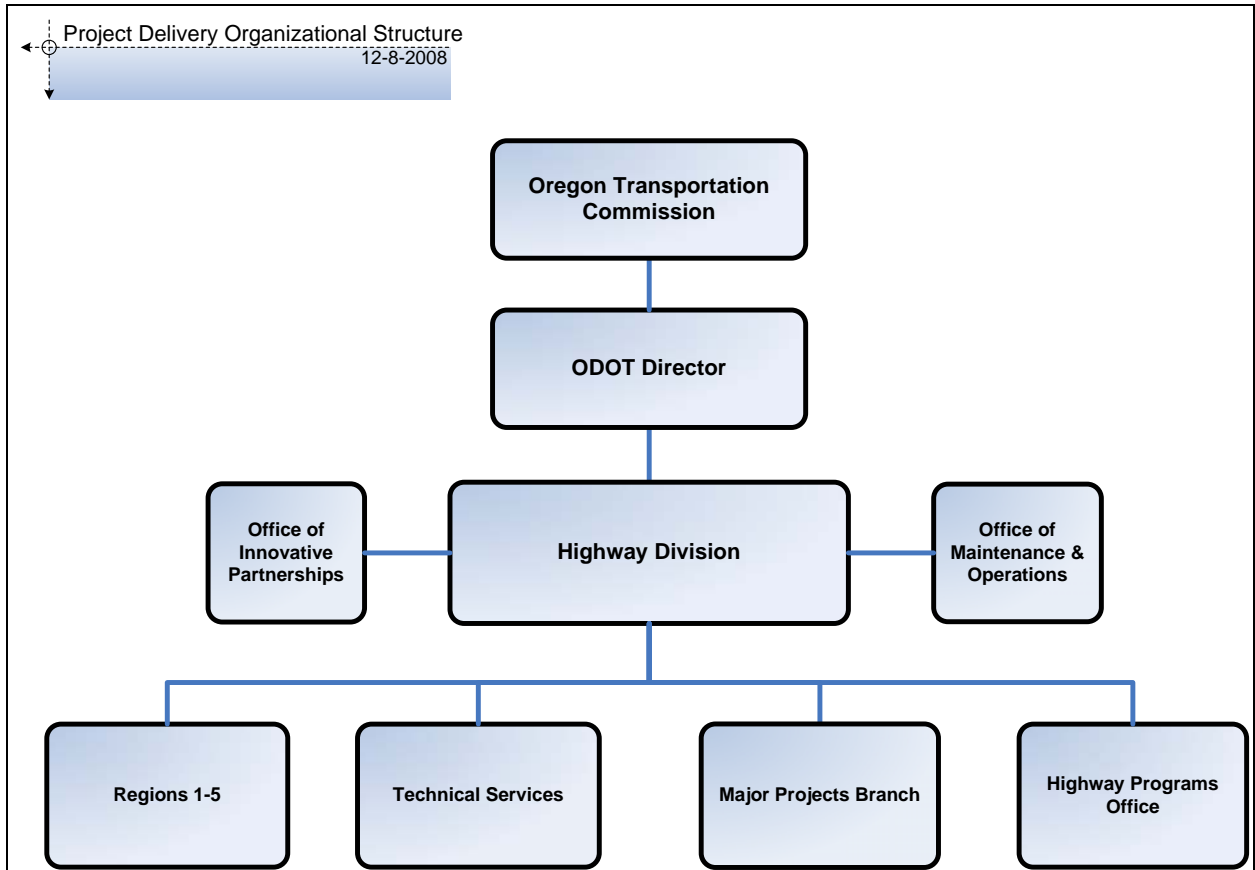 Project Delivery Organizational Structure
12-8-2008
Oregon Transportation
Commission
ODOT Director
Office of
Innovative
Partnerships
Highway Division
Office of
Maintenance &
Operations
Regions 1-5
Technical Services
Major Projects Branch
Highway Programs
Office